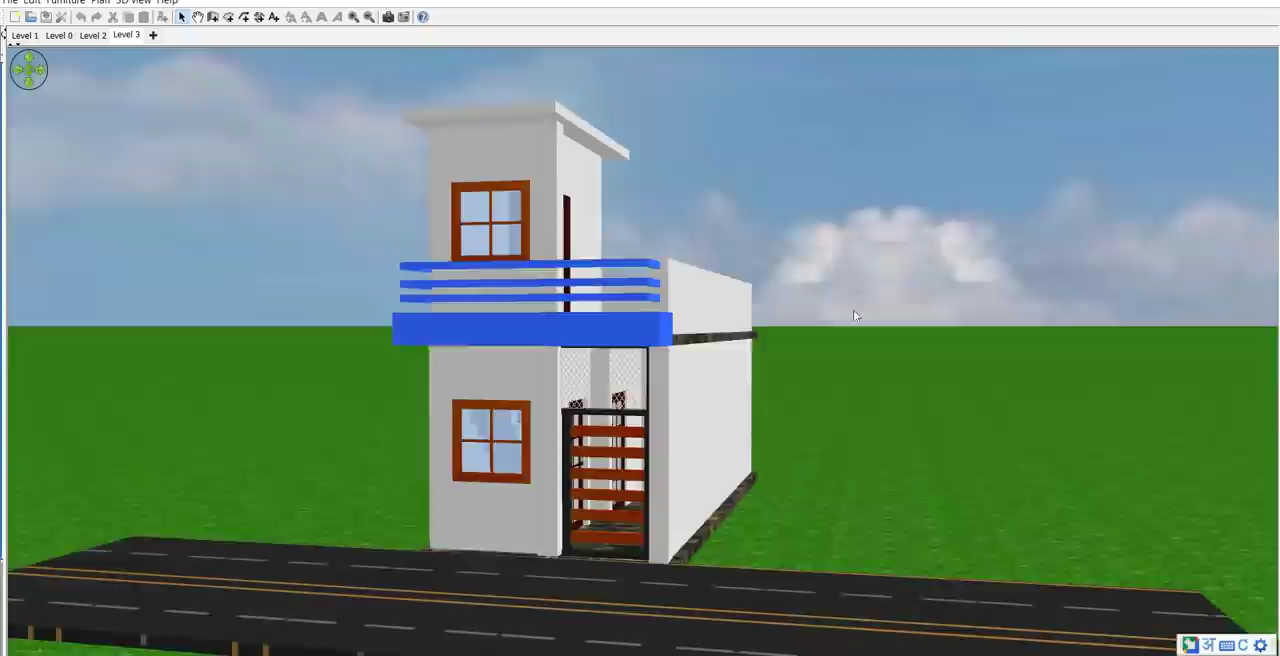 File Edit Furniture Plan 3D view Help
Level 1 Level 0 Level 2 Level 3
अ C